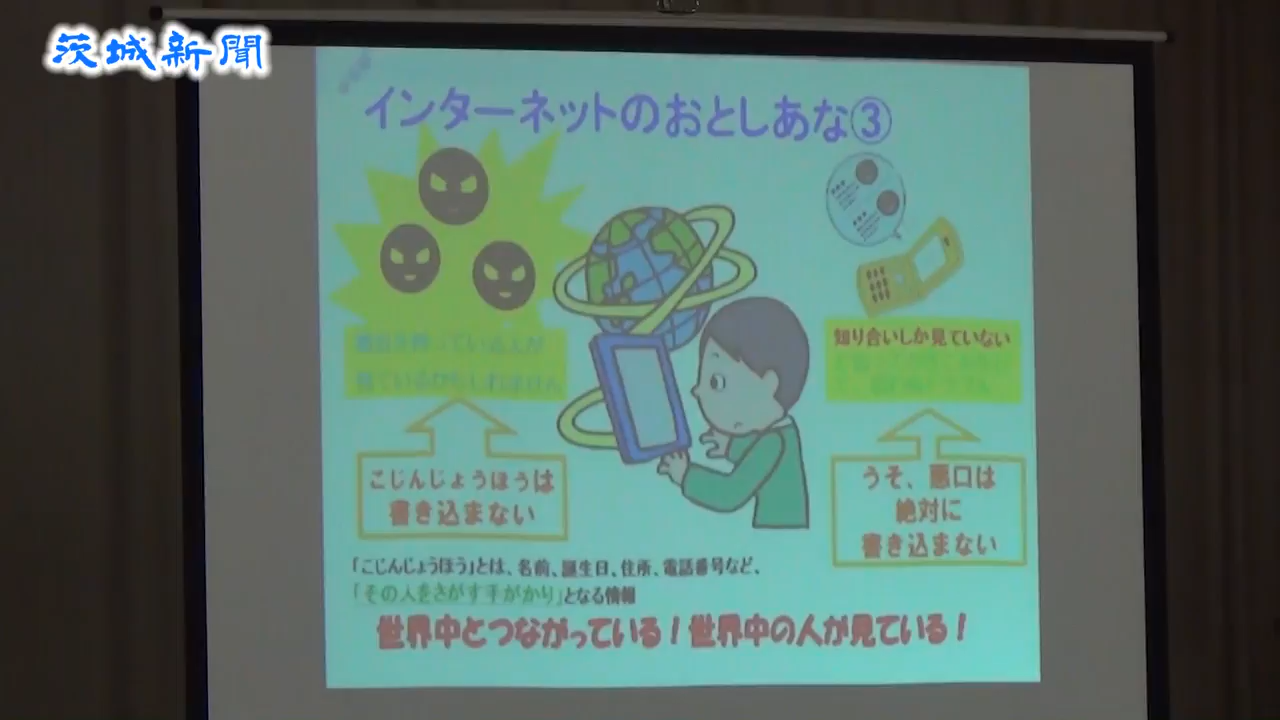 茨城新聞
インターネットのおとしあな③
知り合いしか見ていない
こじんじょうほうは
書き込まない
うそ、悪口は
絶対に
書き込まない
「こじんじょうほう」とは、名前、誕生日、住所、電話番号など、
「その人をさがす手がかり」となる情報
世界中とつながっている！世界中の人が見ている！